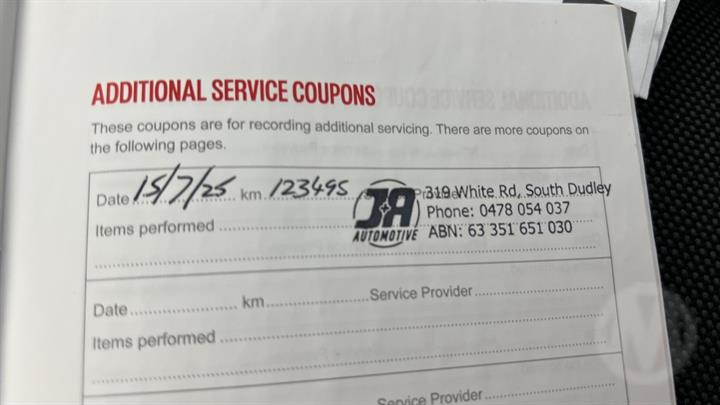 ADDITIONAL SERVICE COUPONS
These coupons are for recording additional servicing. There are more coupons on
the following pages.
Date 15/7/25 km 123495
J&A AUTOMOTIVE
319 White Rd, South Dudley
Phone: 0478 054 037
ABN: 63 351 651 030
Items performed
Date km Service Provider
Items performed
Service Provider